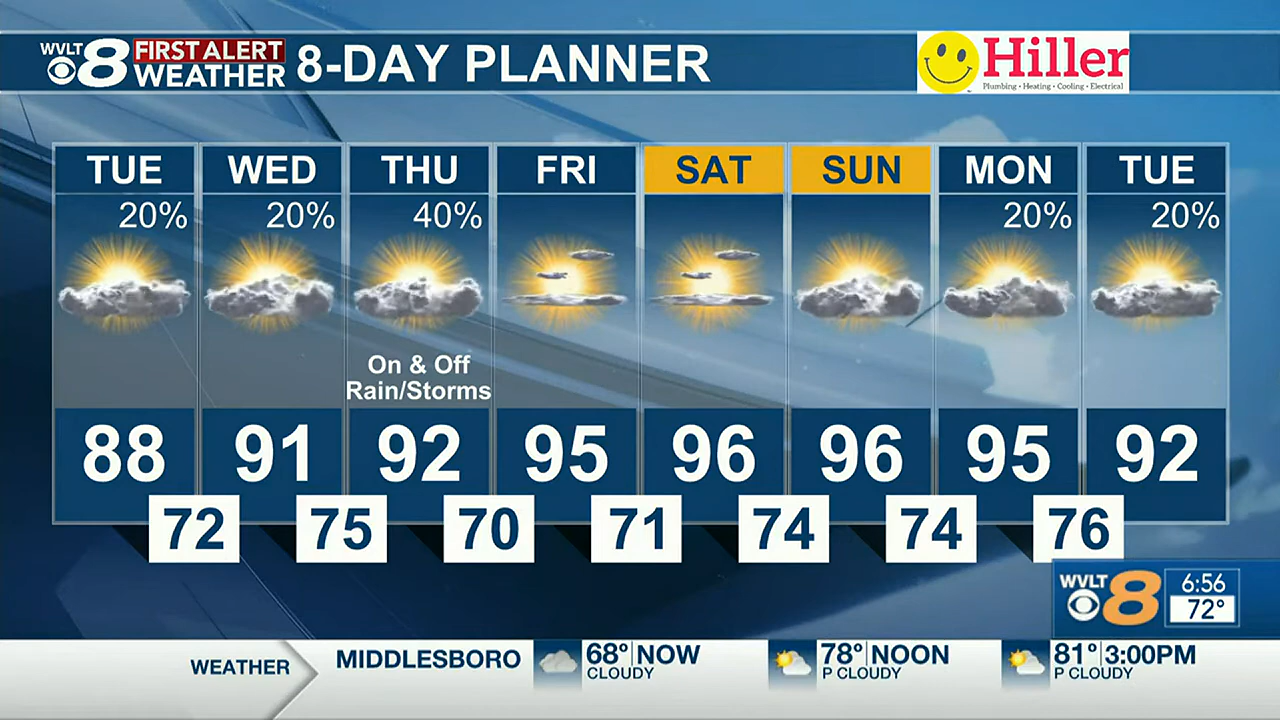 WVLT 8 FIRST ALERT WEATHER 8-DAY PLANNER
Hiller
Plumbing • Heating • Cooling • Electrical
TUE WED THU FRI SAT SUN MON TUE
20% 20% 40% 20% 20%
On & Off
Rain/Storms
88 91 92 95 96 96 95 92
72 75 70 71 74 74 76
WVLT 8 6:56
72°
WEATHER MIDDLESBORO 68° NOW 78° NOON 81° 3:00PM
CLOUDY P CLOUDY P CLOUDY